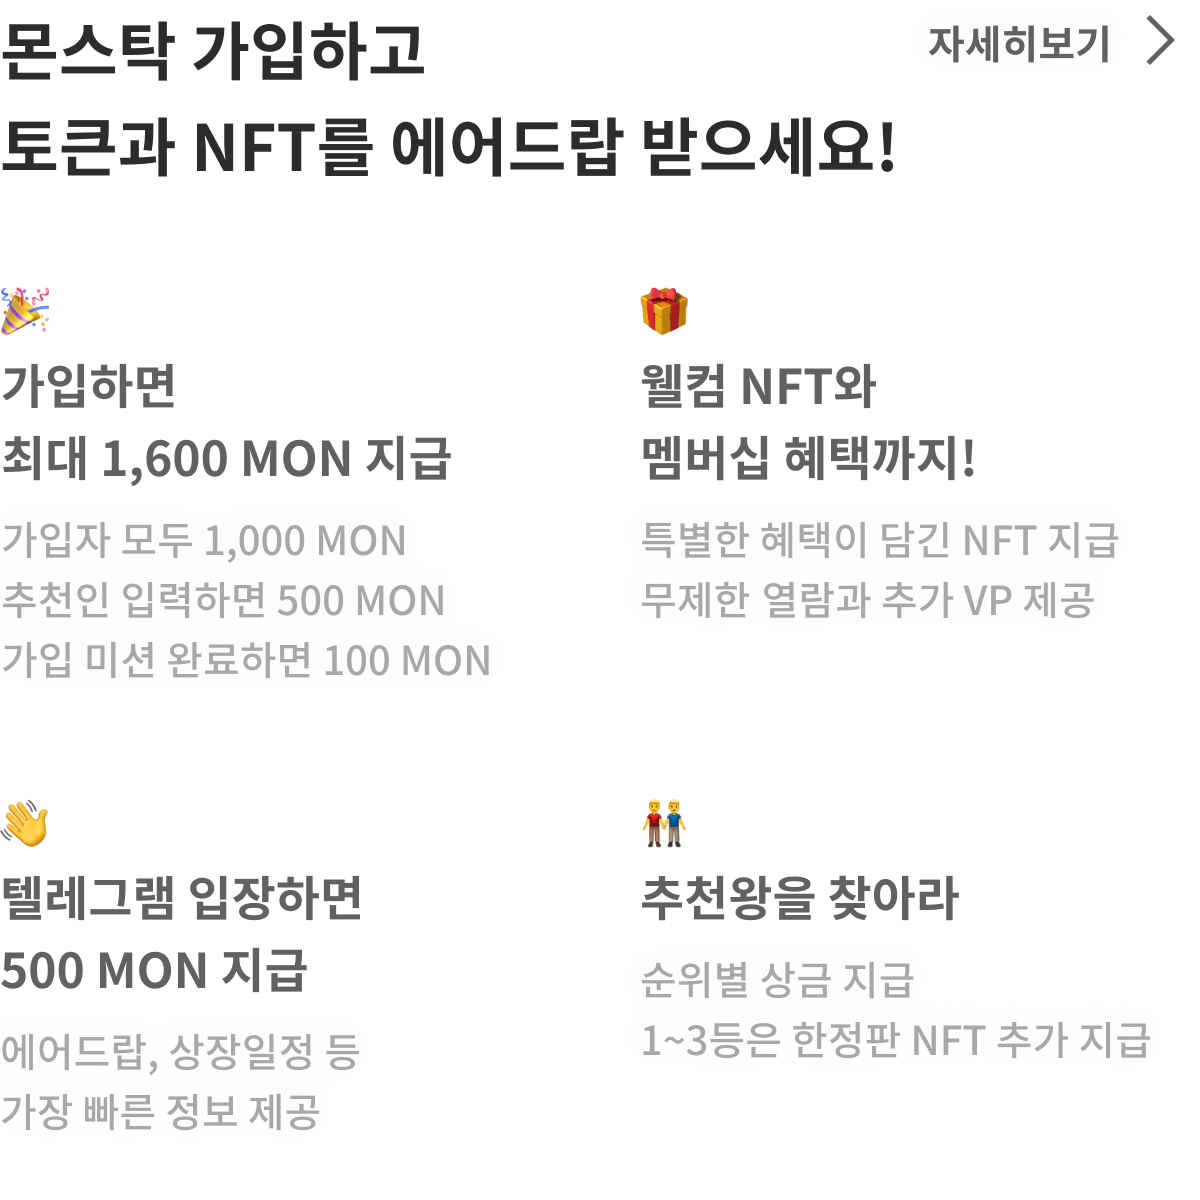 몬스탁 가입하고
토큰과 NFT를 에어드랍 받으세요!
자세히보기
가입하면
최대 1,600 MON 지급
가입자 모두 1,000 MON
추천인 입력하면 500 MON
가입 미션 완료하면 100 MON
웰컴 NFT와
멤버십 혜택까지!
특별한 혜택이 담긴 NFT 지급
무제한 열람과 추가 VP 제공
텔레그램 입장하면
500 MON 지급
에어드랍, 상장일정 등
가장 빠른 정보 제공
추천왕을 찾아라
순위별 상금 지급
1~3등은 한정판 NFT 추가 지급